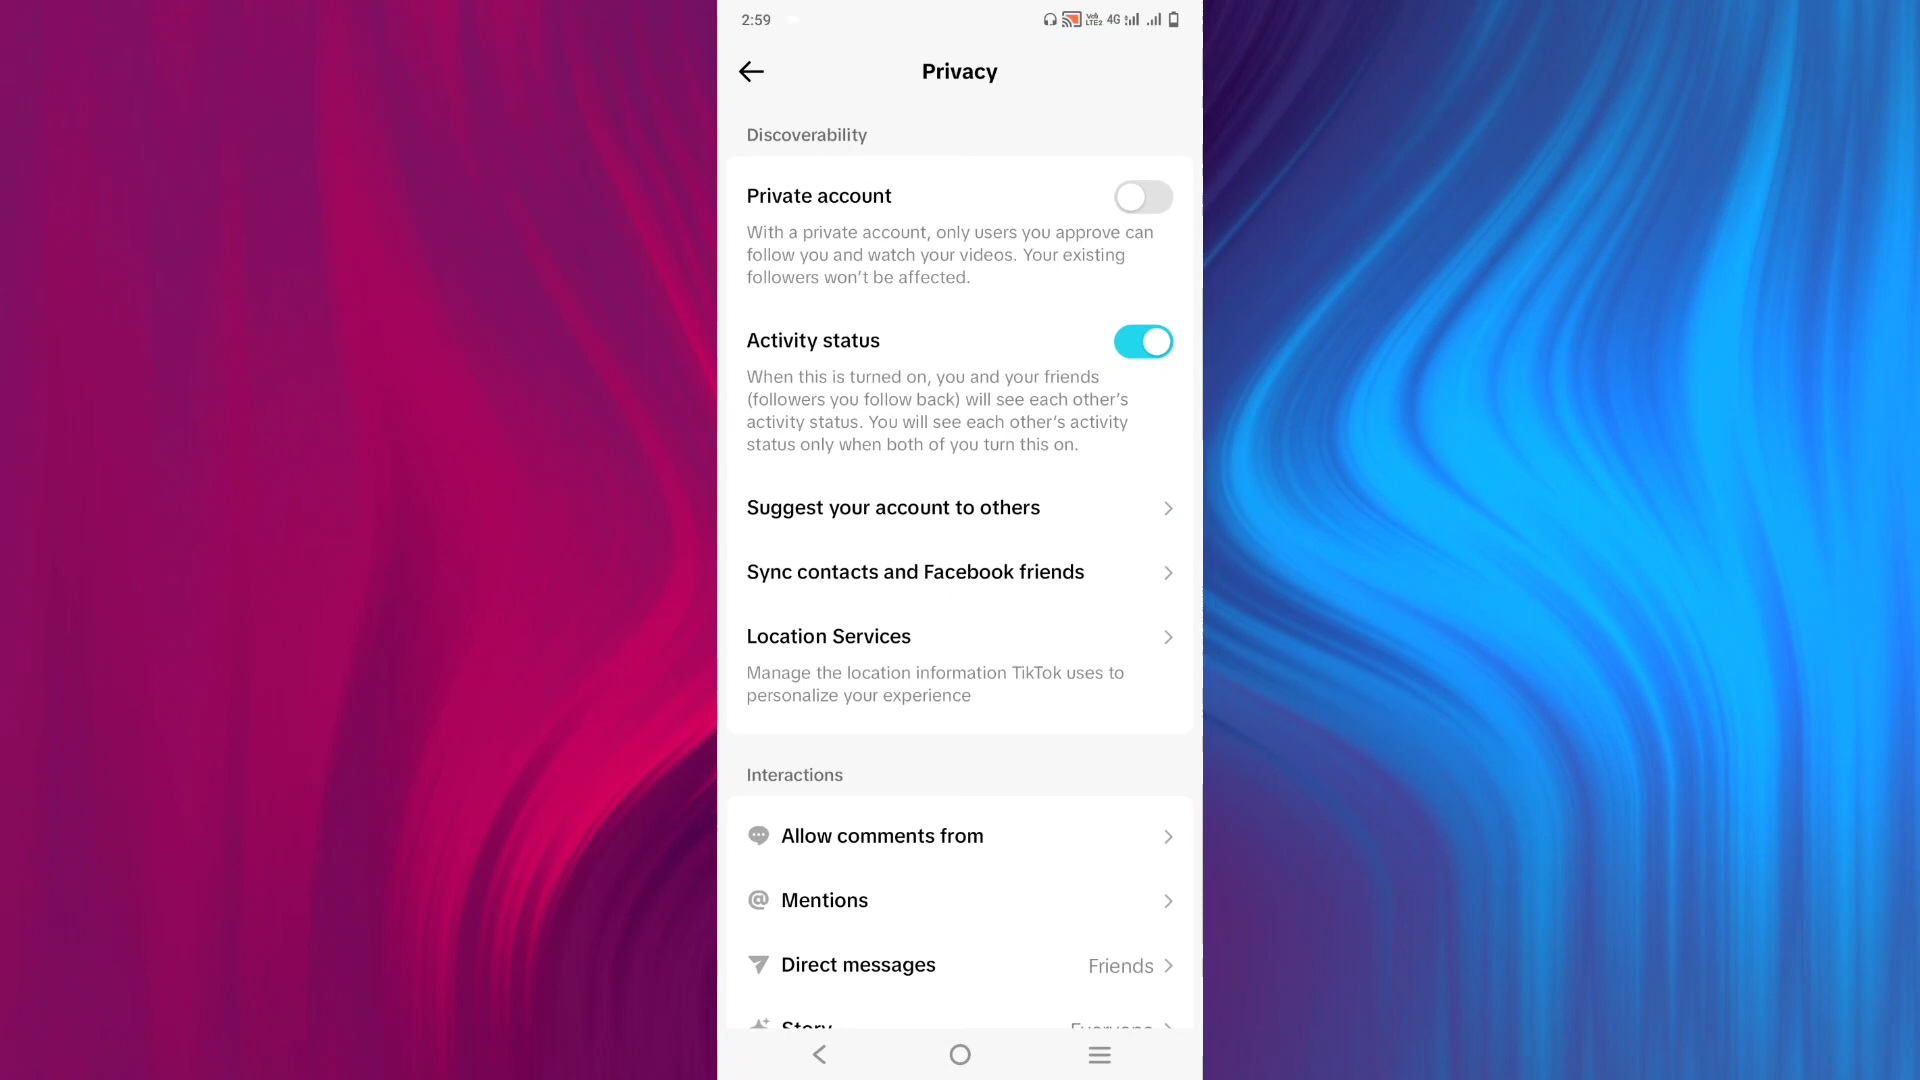 2:59
4G
Privacy
Discoverability
Private account
With a private account, only users you approve can
follow you and watch your videos. Your existing
followers won't be affected.
Activity status
When this is turned on, you and your friends
(followers you follow back) will see each other's
activity status. You will see each other's activity
status only when both of you turn this on.
Suggest your account to others
Sync contacts and Facebook friends
Location Services
Manage the location information TikTok uses to
personalize your experience
Interactions
Allow comments from
@ Mentions
Direct messages Friends
Story Everyone